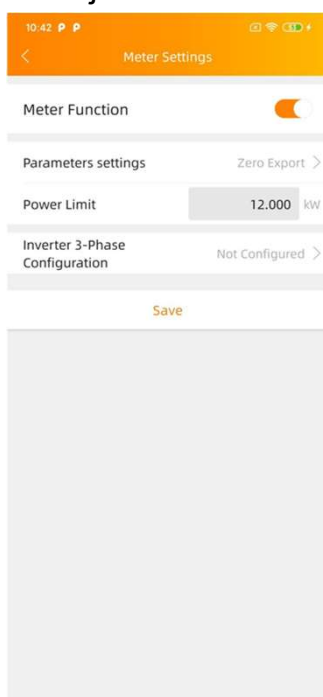 10:42 P P
Meter Settings
Meter Function
Parameters settings Zero Export
Power Limit 12.000 kW
Inverter 3-Phase
Configuration
Not Configured
Save